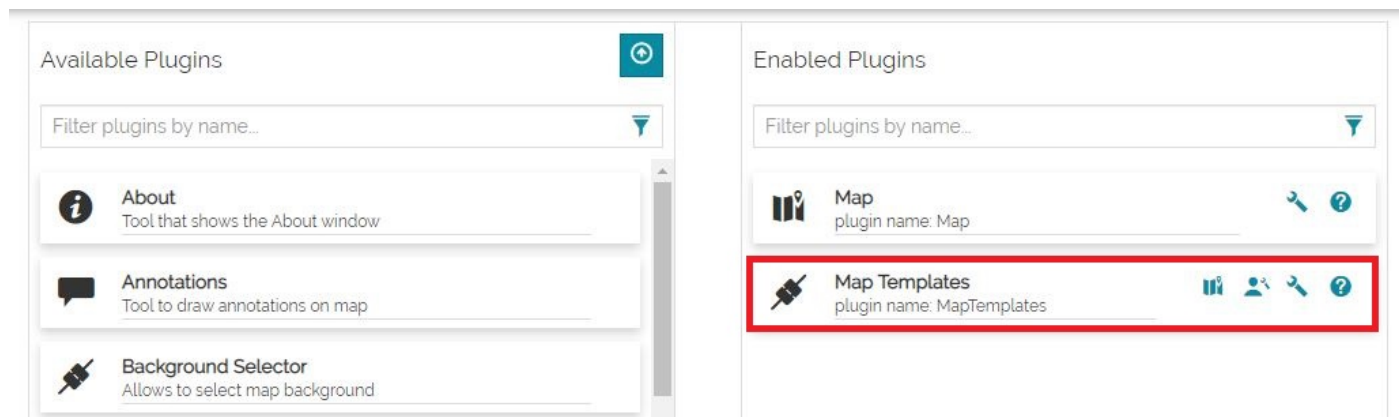 Available Plugins
Filter plugins by name...
About
Tool that shows the About window
Annotations
Tool to draw annotations on map
Background Selector
Allows to select map background
Enabled Plugins
Filter plugins by name...
Map
plugin name: Map
Map Templates
plugin name: MapTemplates